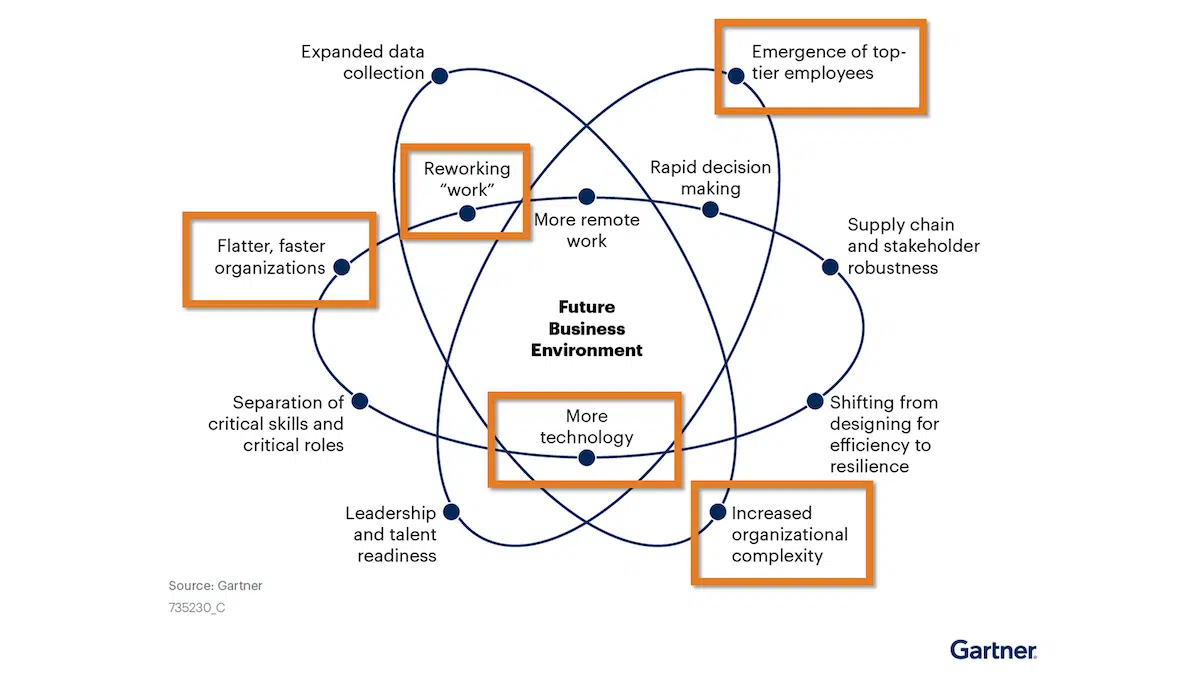 Expanded data
collection
Emergence of top-
tier employees
Reworking
“work”
Rapid decision
making
More remote
work
Supply chain
and stakeholder
robustness
Flatter, faster
organizations
Future
Business
Environment
Separation of
critical skills and
critical roles
More
technology
Shifting from
designing for
efficiency to
resilience
Leadership
and talent
readiness
Increased
organizational
complexity
Source: Gartner
735230_C
Gartner.